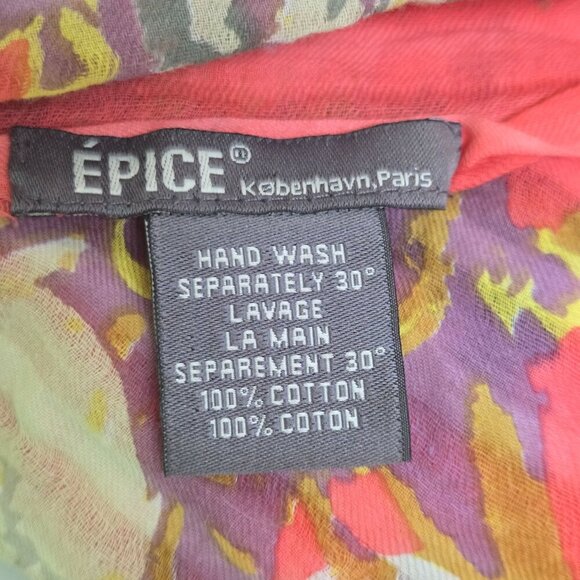 ÉPICE® København, Paris
HAND WASH
SEPARATELY 30°
LAVAGE
LA MAIN
SEPAREMENT 30°
100% COTTON
100% COTON